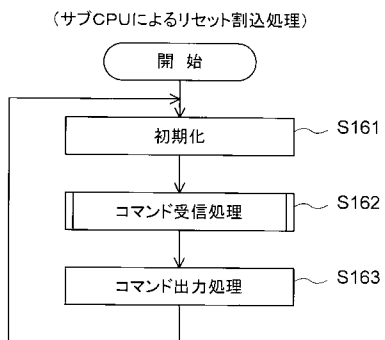 （サブCPUによるリセット割込処理）
開 始
初期化
S161
コマンド受信処理
S162
コマンド出力処理
S163